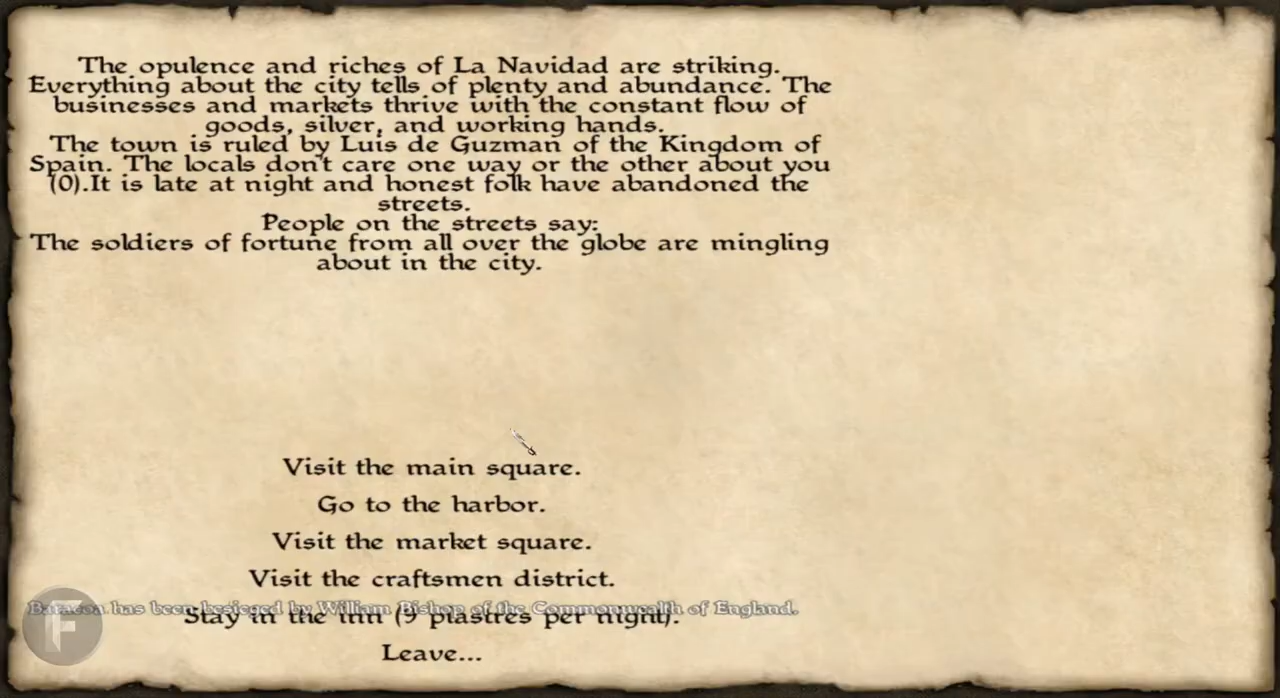 The opulence and riches of La Navidad are striking.
Everything about the city tells of plenty and abundance. The
businesses and markets thrive with the constant flow of
goods, silver, and working hands.
The town is ruled by Luis de Guzman of the Kingdom of
Spain. The locals don't care one way or the other about you
(0).It is late at night and honest folk have abandoned the
streets.
People on the streets say:
The soldiers of fortune from all over the globe are mingling
about in the city.
Visit the main square.
Go to the harbor.
Visit the market square.
Visit the craftsmen district.
Baracoa has been besieged by William Bishop of the Commonwealth of England.
Stay in the inn (9 piastres per night).
Leave...
F